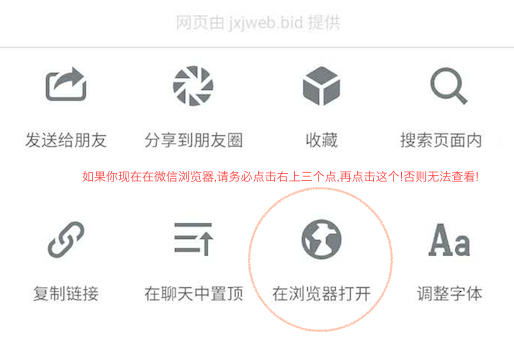 网页由 jxjweb.bid 提供
发送给朋友 分享到朋友圈 收藏 搜索页面内
如果你现在在微信浏览器,请务必点击右上三个点,再点击这个!否则无法查看!
Aa
复制链接 在聊天中置顶 在浏览器打开 调整字体